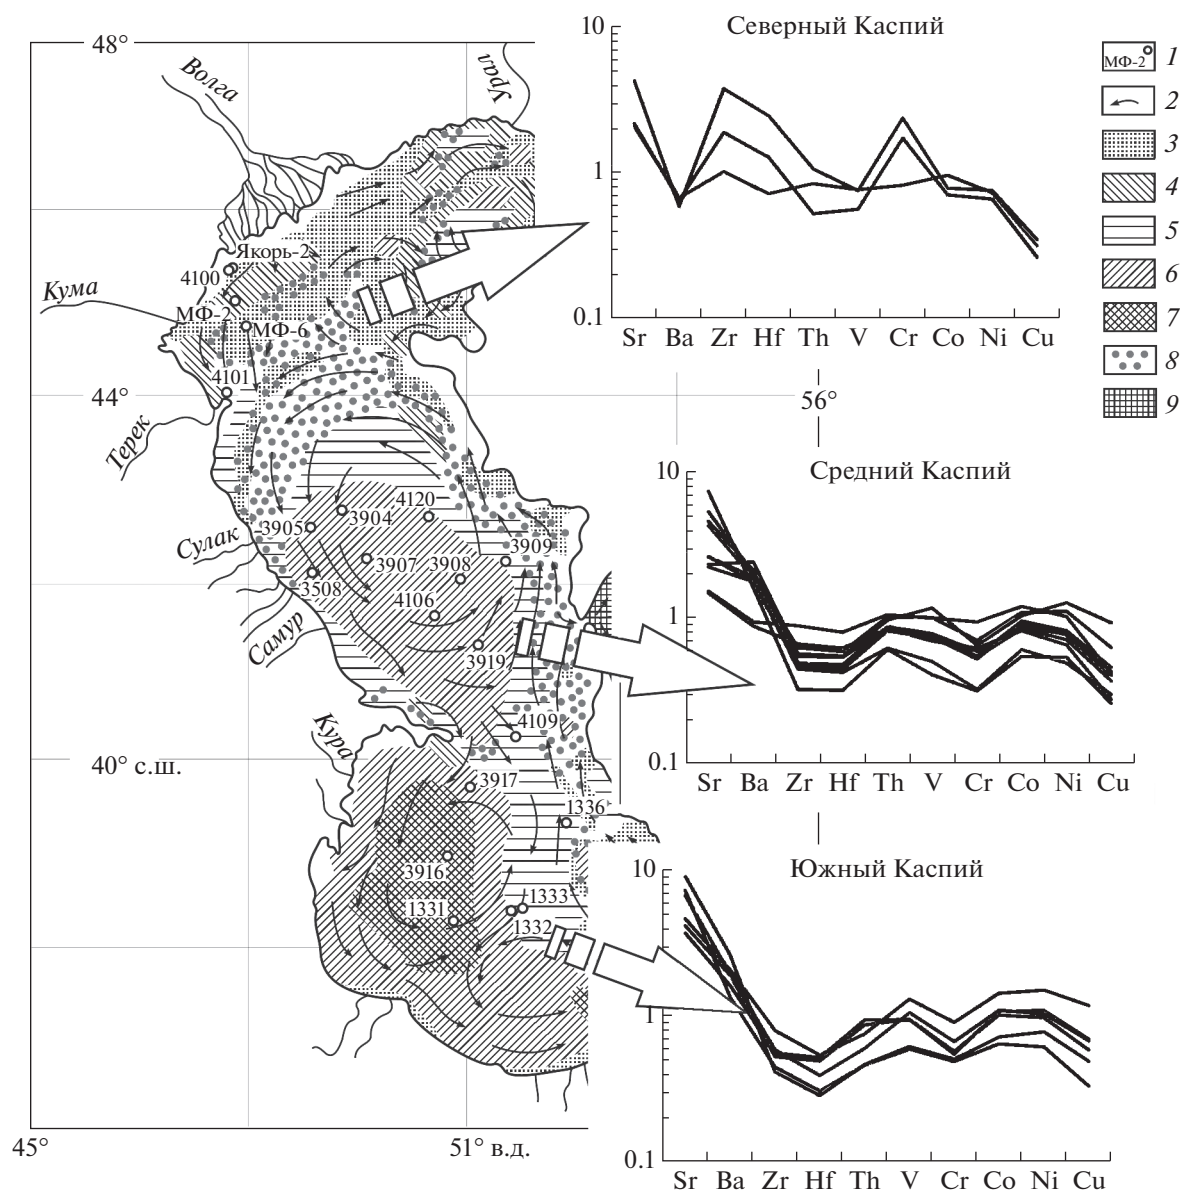 48°
44°
40° с.ш.
45°
51° в.д.
56°
Волга
Урал
Кума
Терек
Сулак
Самур
Кура
Якорь-2
4100
МФ-2
МФ-6
4101
4120
3905
3904
3909
3907
3908
3508
4106
3919
4109
3917
1336
3916
1331
1333
1332
Северный Каспий
10
1
0.1
Sr Ba Zr Hf Th V Cr Co Ni Cu
Средний Каспий
10
1
0.1
Sr Ba Zr Hf Th V Cr Co Ni Cu
Южный Каспий
10
1
0.1
Sr Ba Zr Hf Th V Cr Co Ni Cu
МФ-2 1
2
3
4
5
6
7
8
9